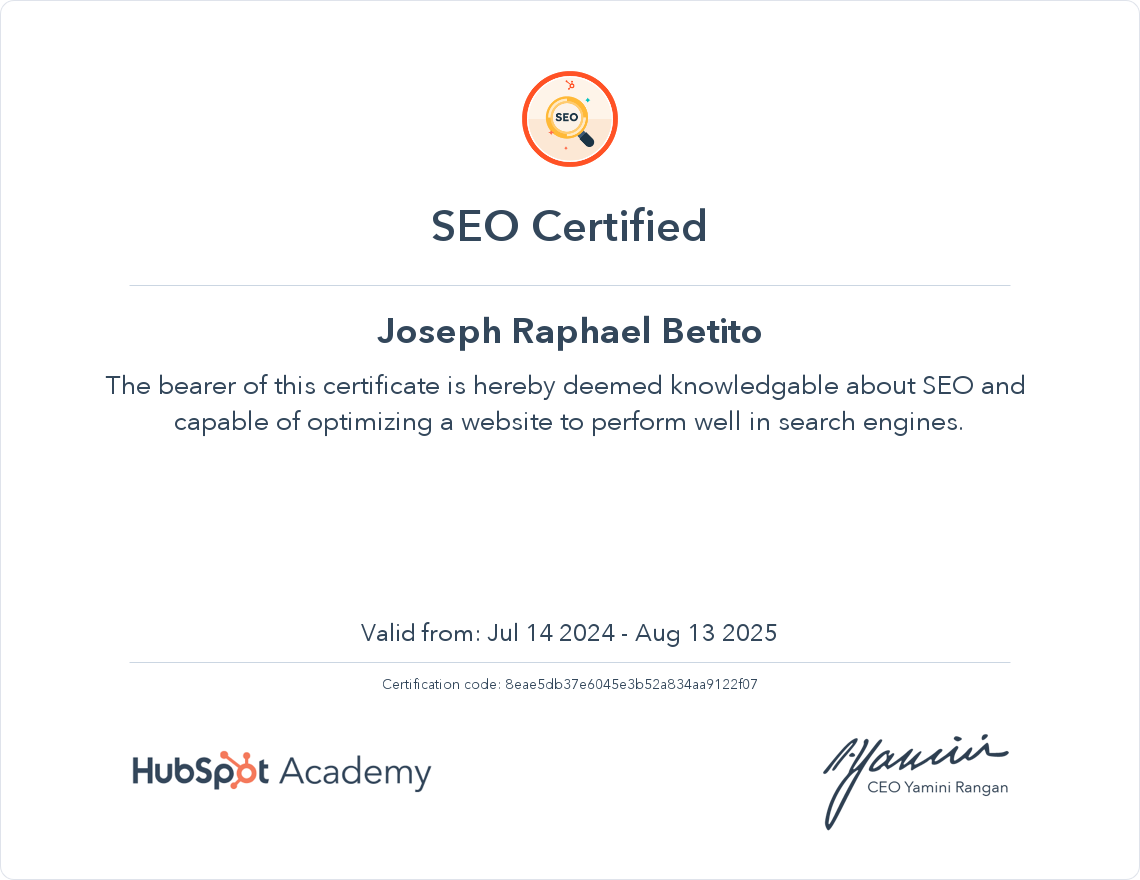 SEO
SEO Certified
Joseph Raphael Betito
The bearer of this certificate is hereby deemed knowledgable about SEO and
capable of optimizing a website to perform well in search engines.
Valid from: Jul 14 2024 - Aug 13 2025
Certification code: 8eae5db37e6045e3b52a834aa9122f07
HubSpot Academy
CEO Yamini Rangan